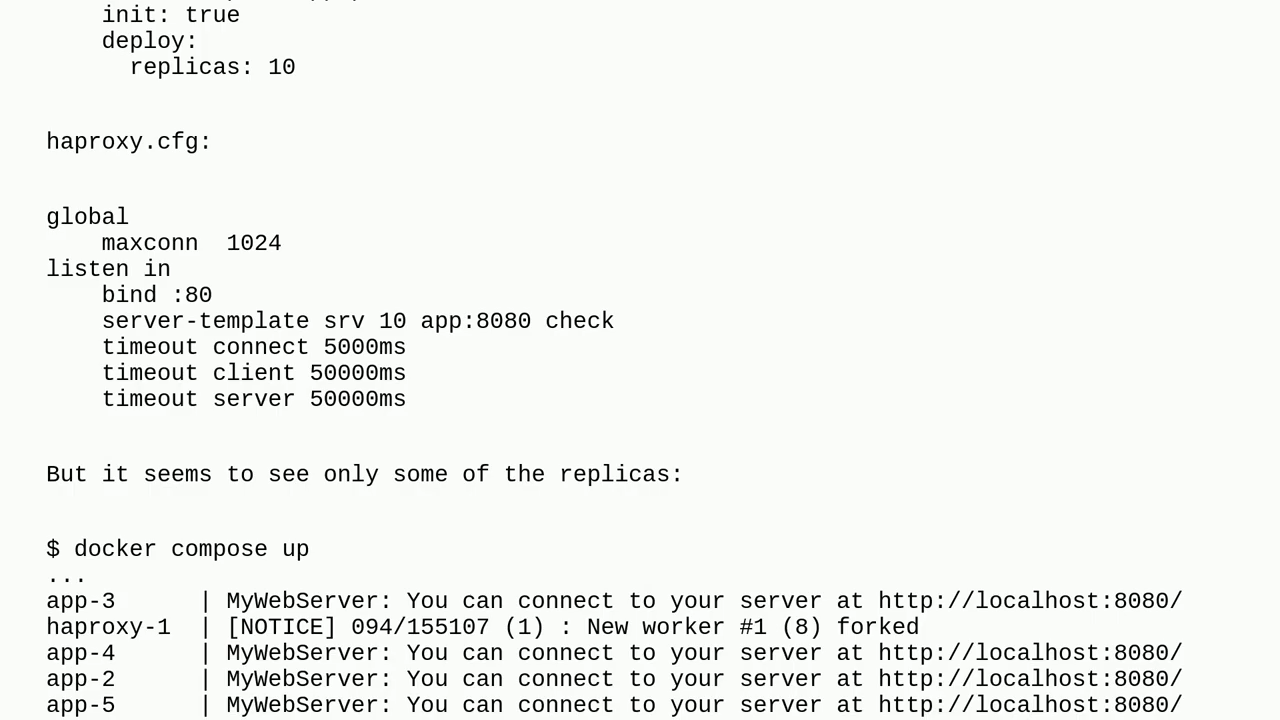 init: true
deploy:
replicas: 10
haproxy.cfg:
global
maxconn  1024
listen in
bind :80
server-template srv 10 app:8080 check
timeout connect 5000ms
timeout client 50000ms
timeout server 50000ms
But it seems to see only some of the replicas:
$ docker compose up
...
app-3      | MyWebServer: You can connect to your server at http://localhost:8080/
haproxy-1  | [NOTICE] 094/155107 (1) : New worker #1 (8) forked
app-4      | MyWebServer: You can connect to your server at http://localhost:8080/
app-2      | MyWebServer: You can connect to your server at http://localhost:8080/
app-5      | MyWebServer: You can connect to your server at http://localhost:8080/